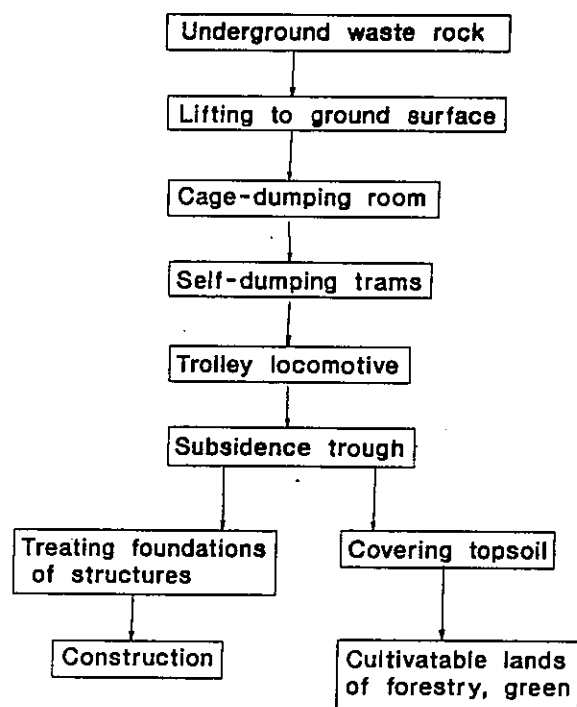 Underground waste rock
Lifting to ground surface
Cage-dumping room
Self-dumping trams
Trolley locomotive
Subsidence trough
Treating foundations
of structures
Covering topsoil
Construction
Cultivatable lands
of forestry, green